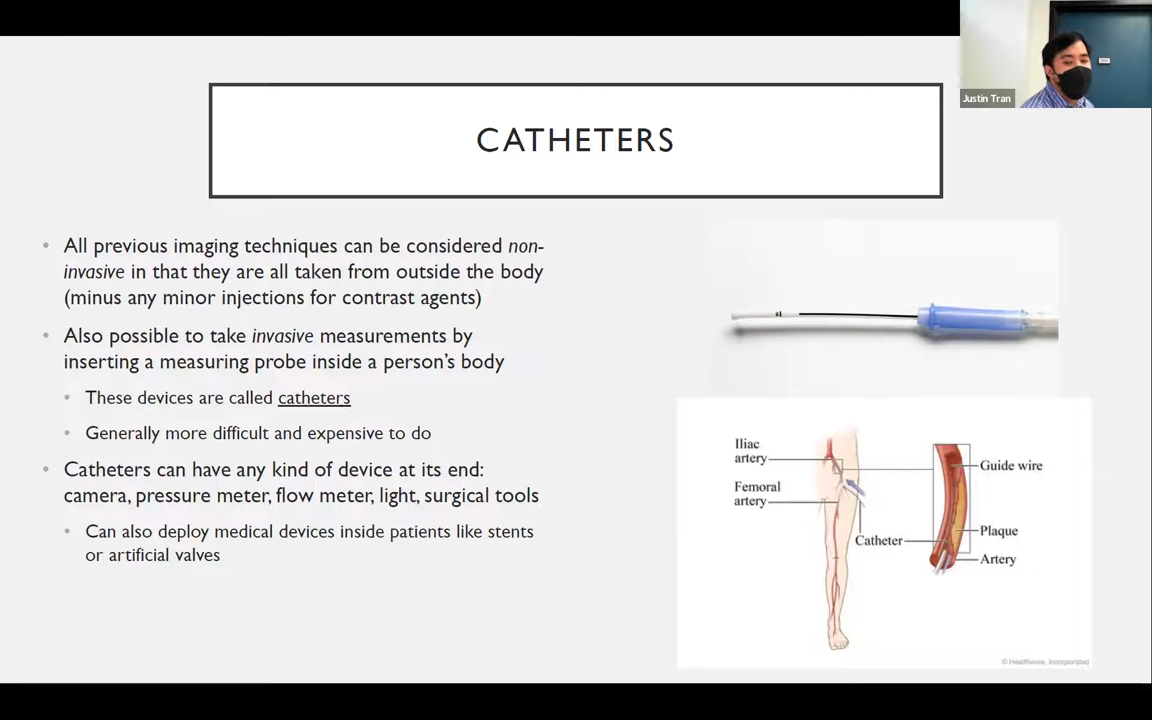 Justin Tran
CATHETERS
All previous imaging techniques can be considered non-
invasive in that they are all taken from outside the body
(minus any minor injections for contrast agents)
Also possible to take invasive measurements by
inserting a measuring probe inside a person's body
These devices are called catheters
Generally more difficult and expensive to do
Catheters can have any kind of device at its end:
camera, pressure meter, flow meter, light, surgical tools
Can also deploy medical devices inside patients like stents
or artificial valves
Iliac
artery
Femoral
artery
Catheter
Guide wire
Plaque
Artery
© Healthwise, Incorporated